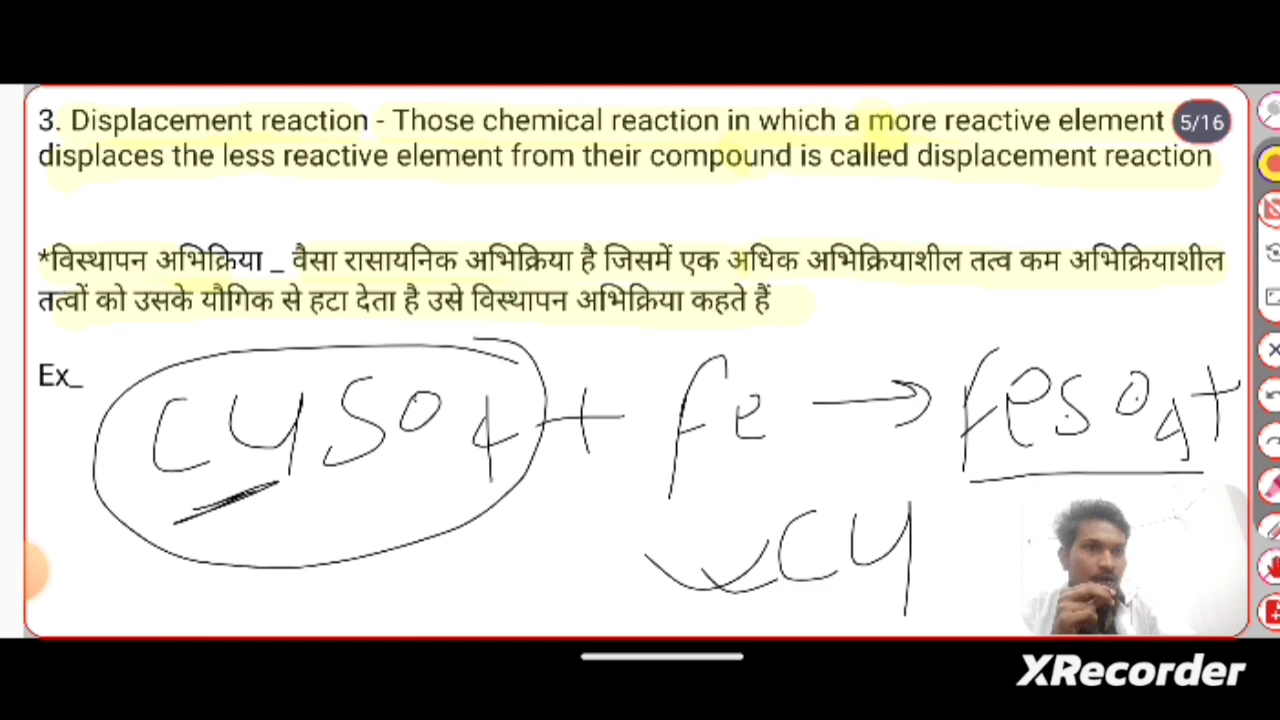 3. Displacement reaction - Those chemical reaction in which a more reactive element 5/16
displaces the less reactive element from their compound is called displacement reaction
*विस्थापन अभिक्रिया _ वैसा रासायनिक अभिक्रिया है जिसमें एक अधिक अभिक्रियाशील तत्व कम अभिक्रियाशील
तत्वों को उसके यौगिक से हटा देता है उसे विस्थापन अभिक्रिया कहते हैं
Ex_ CuSO4 + Fe → FeSO4 +
Cu
XRecorder